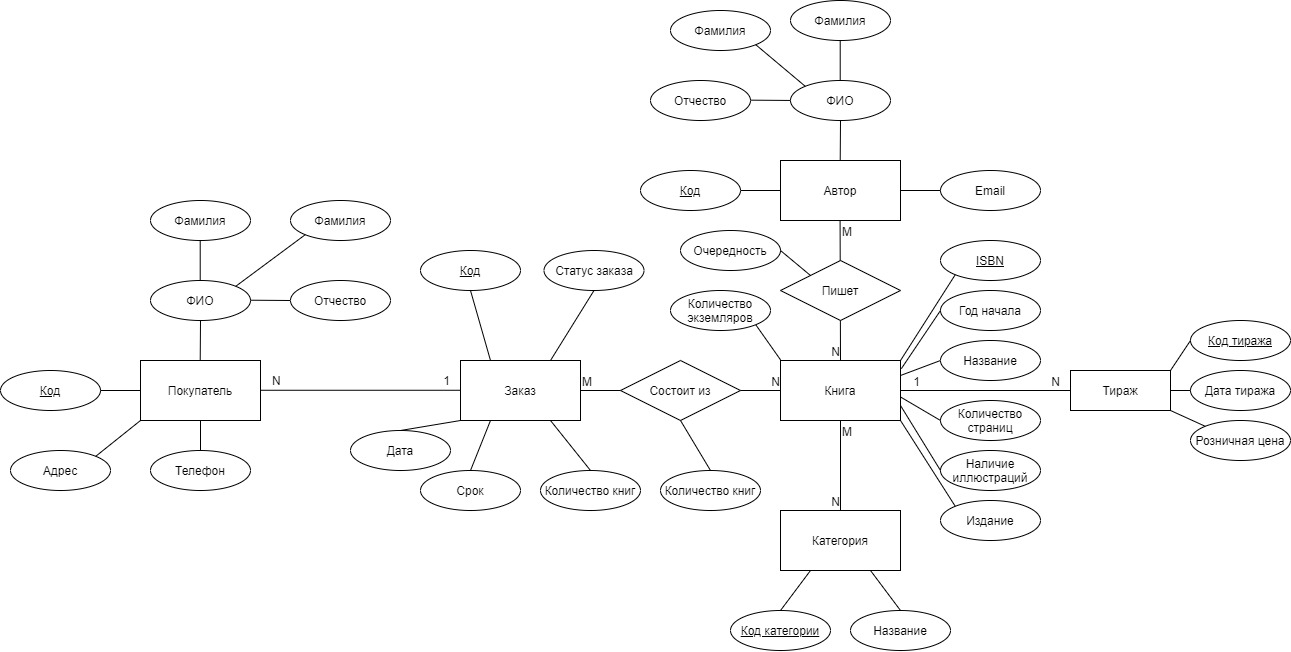 Фамилия
Фамилия
Отчество
ФИО
Код
Автор
Email
M
Очередность
Пишет
N
Фамилия
Фамилия
ФИО
Отчество
Код
Покупатель
Адрес
Телефон
N
1
Код
Статус заказа
Заказ
Дата
Срок
Количество книг
M
Состоит из
Количество книг
N
Количество
экземляров
Книга
ISBN
Год начала
Название
Количество
страниц
Наличие
иллюстраций
Издание
1
N
Тираж
Код тиража
Дата тиража
Розничная цена
M
N
Категория
Код категории
Название